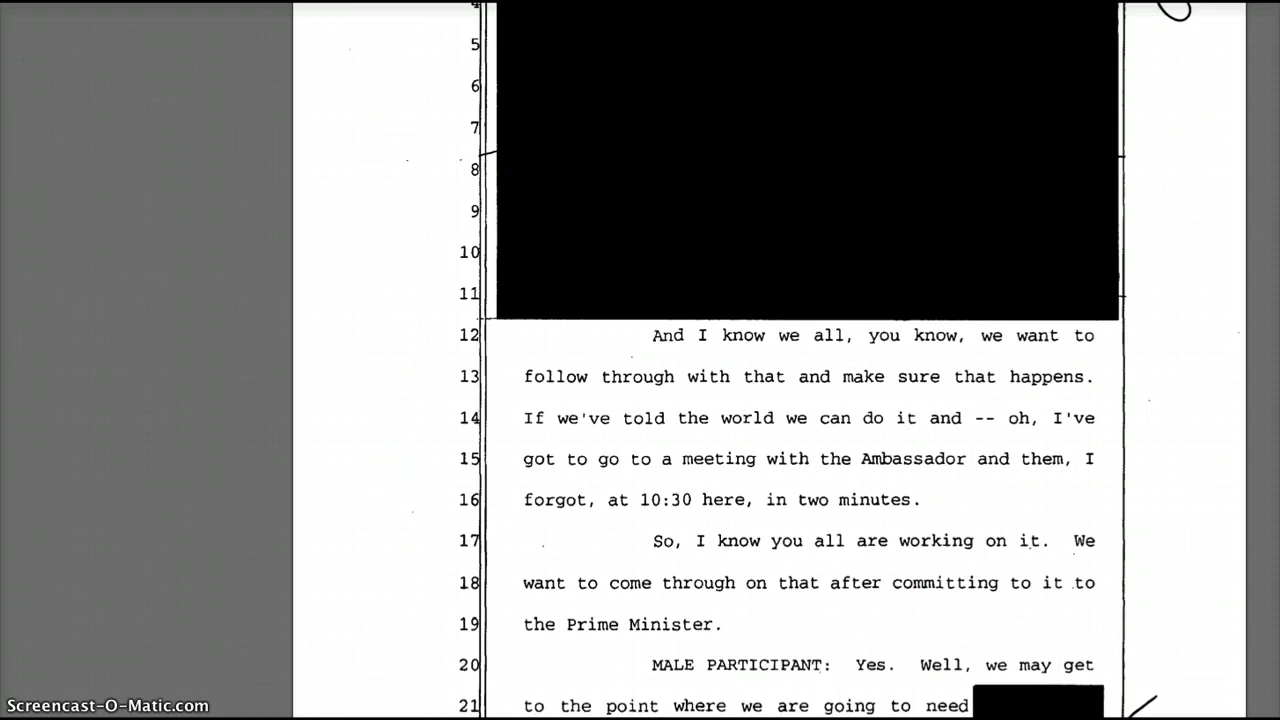 4
5
6
7
8
9
10
11
12 And I know we all, you know, we want to
13 follow through with that and make sure that happens.
14 If we've told the world we can do it and -- oh, I've
15 got to go to a meeting with the Ambassador and them, I
16 forgot, at 10:30 here, in two minutes.
17 So, I know you all are working on it. We
18 want to come through on that after committing to it to
19 the Prime Minister.
20 MALE PARTICIPANT: Yes. Well, we may get
21 to the point where we are going to need
Screencast-O-Matic.com